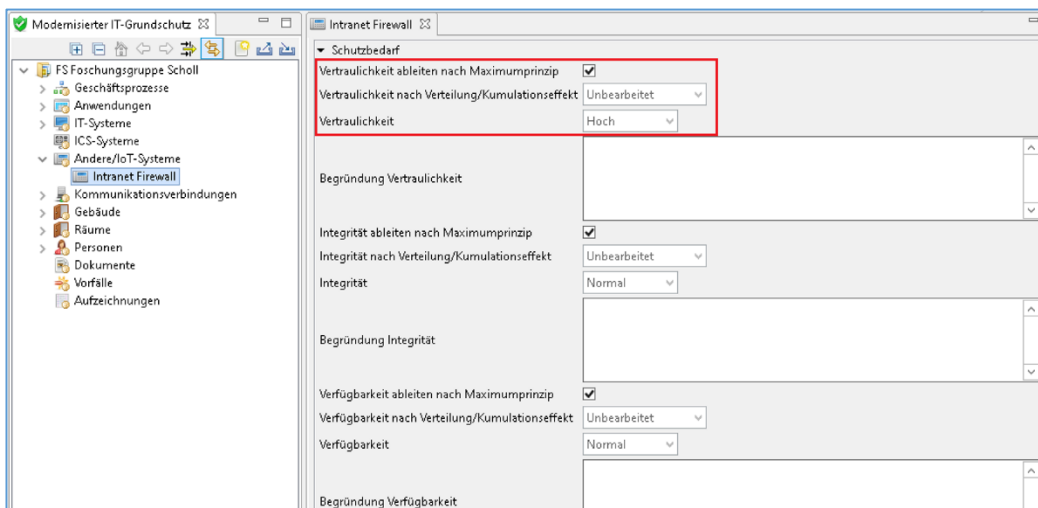 Modernisierter IT-Grundschutz
FS Foschungsgruppe Scholl
Geschäftsprozesse
Anwendungen
IT-Systeme
ICS-Systeme
Andere/IoT-Systeme
Intranet Firewall
Kommunikationsverbindungen
Gebäude
Räume
Personen
Dokumente
Vorfälle
Aufzeichnungen
Intranet Firewall
Schutzbedarf
Vertraulichkeit ableiten nach Maximumprinzip
Vertraulichkeit nach Verteilung/Kumulationseffekt Unbearbeitet
Vertraulichkeit Hoch
Begründung Vertraulichkeit
Integrität ableiten nach Maximumprinzip
Integrität nach Verteilung/Kumulationseffekt Unbearbeitet
Integrität Normal
Begründung Integrität
Verfügbarkeit ableiten nach Maximumprinzip
Verfügbarkeit nach Verteilung/Kumulationseffekt Unbearbeitet
Verfügbarkeit Normal
Begründung Verfügbarkeit